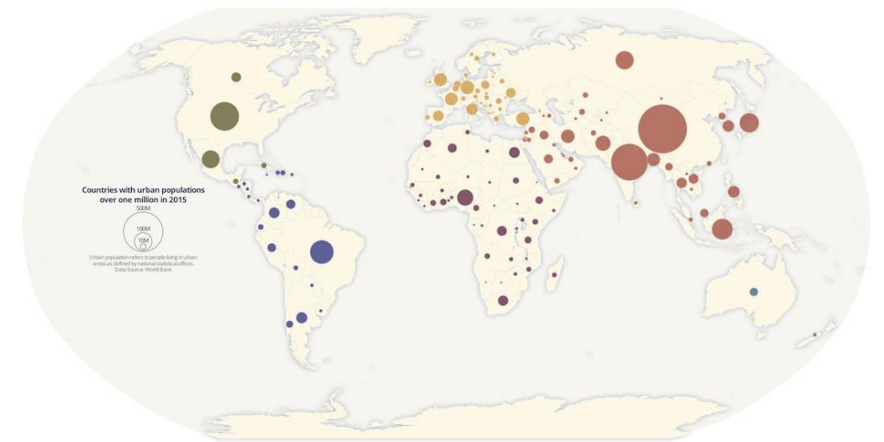 Countries with urban populations
over one million in 2015
500M
100M
10M
Urban population refers to people living in urban
areas as defined by national statistical offices.
Data Source: World Bank